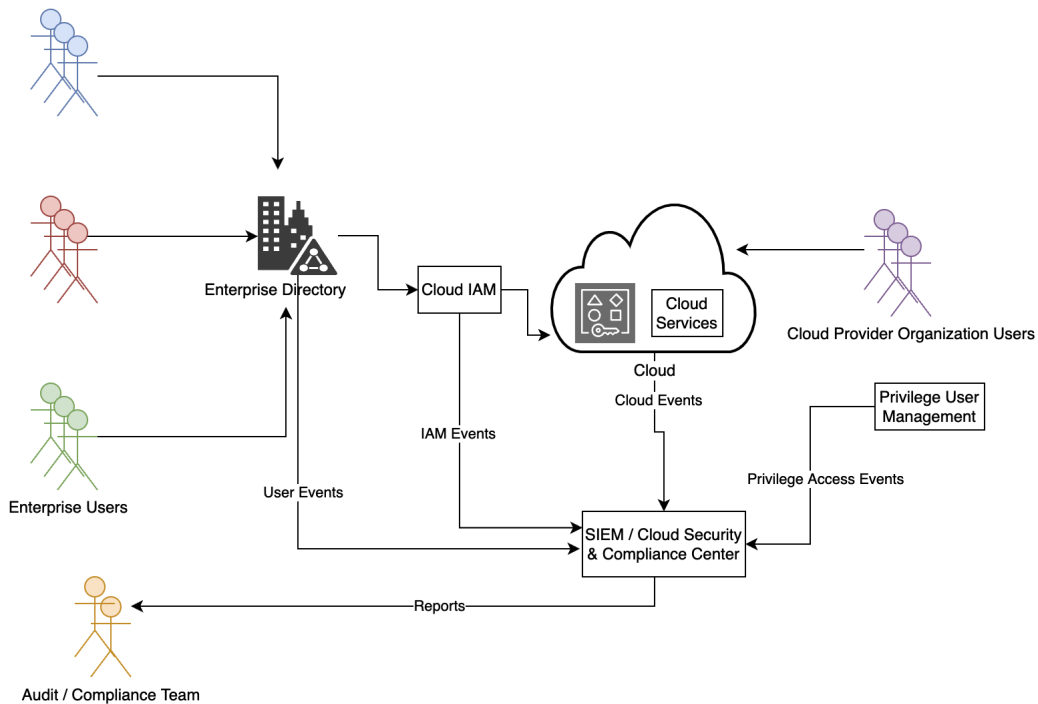 Enterprise Directory
Cloud IAM
Cloud
Services
Cloud Provider Organization Users
Cloud
Cloud Events
Privilege User
Management
IAM Events
Privilege Access Events
User Events
Enterprise Users
SIEM / Cloud Security
& Compliance Center
Reports
Audit / Compliance Team